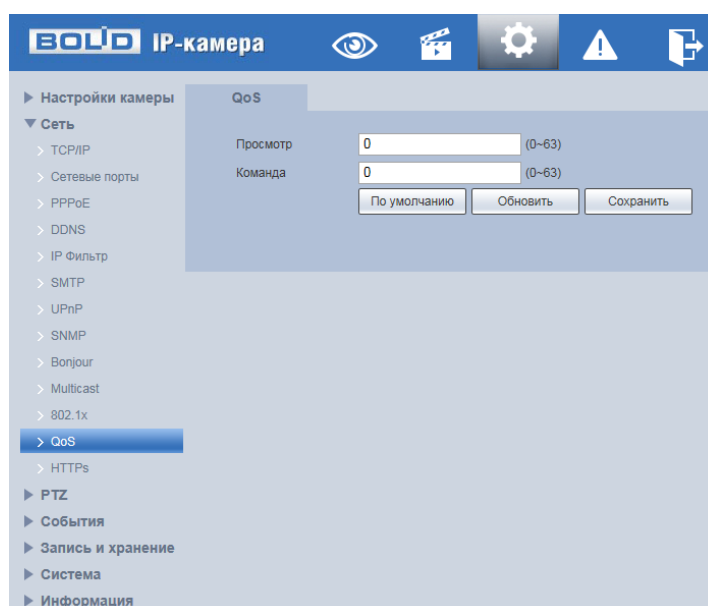 BOLID IP-камера
Настройки камеры
Сеть
TCP/IP
Сетевые порты
PPPoE
DDNS
IP Фильтр
SMTP
UPnP
SNMP
Bonjour
Multicast
802.1x
QoS
HTTPs
PTZ
События
Запись и хранение
Система
Информация
QoS
Просмотр 0 (0~63)
Команда 0 (0~63)
По умолчанию Обновить Сохранить